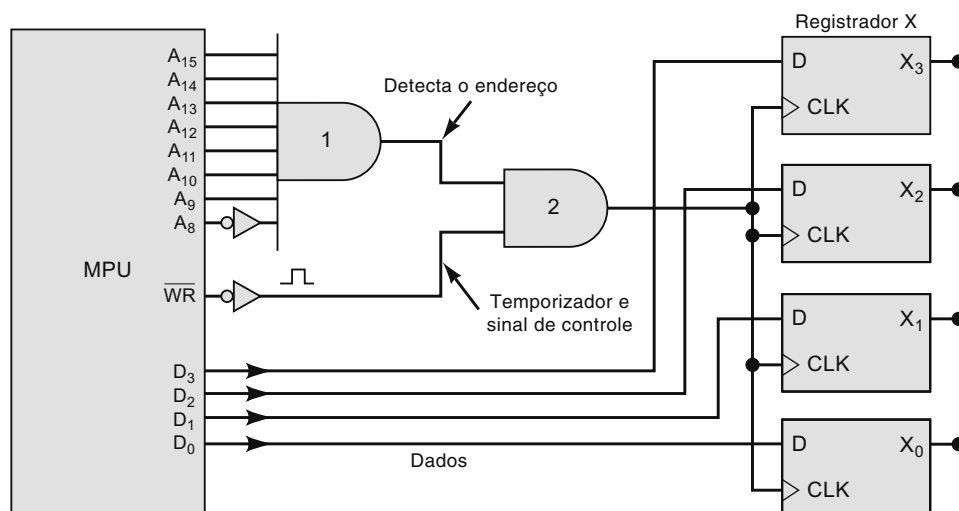 Registrador X
A15
A14
A13
A12
A11
A10
A9
A8
1
Detecta o endereço
2
MPU
WR
Temporizador e
sinal de controle
D3
D2
D1
D0
Dados
D X3
CLK
D X2
CLK
D X1
CLK
D X0
CLK